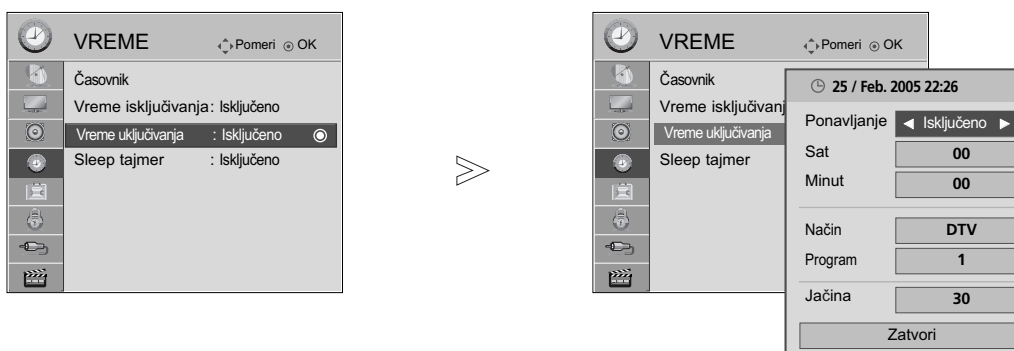 VREME Pomeri OK
Časovnik
Vreme isključivanja: Isključeno
Vreme uključivanja : Isključeno
Sleep tajmer : Isključeno
VREME Pomeri OK
Časovnik
Vreme isključivanj
Vreme uključivanja
Sleep tajmer
25 / Feb. 2005 22:26
Ponavljanje ◀ Isključeno ▶
Sat 00
Minut 00
Način DTV
Program 1
Jačina 30
Zatvori